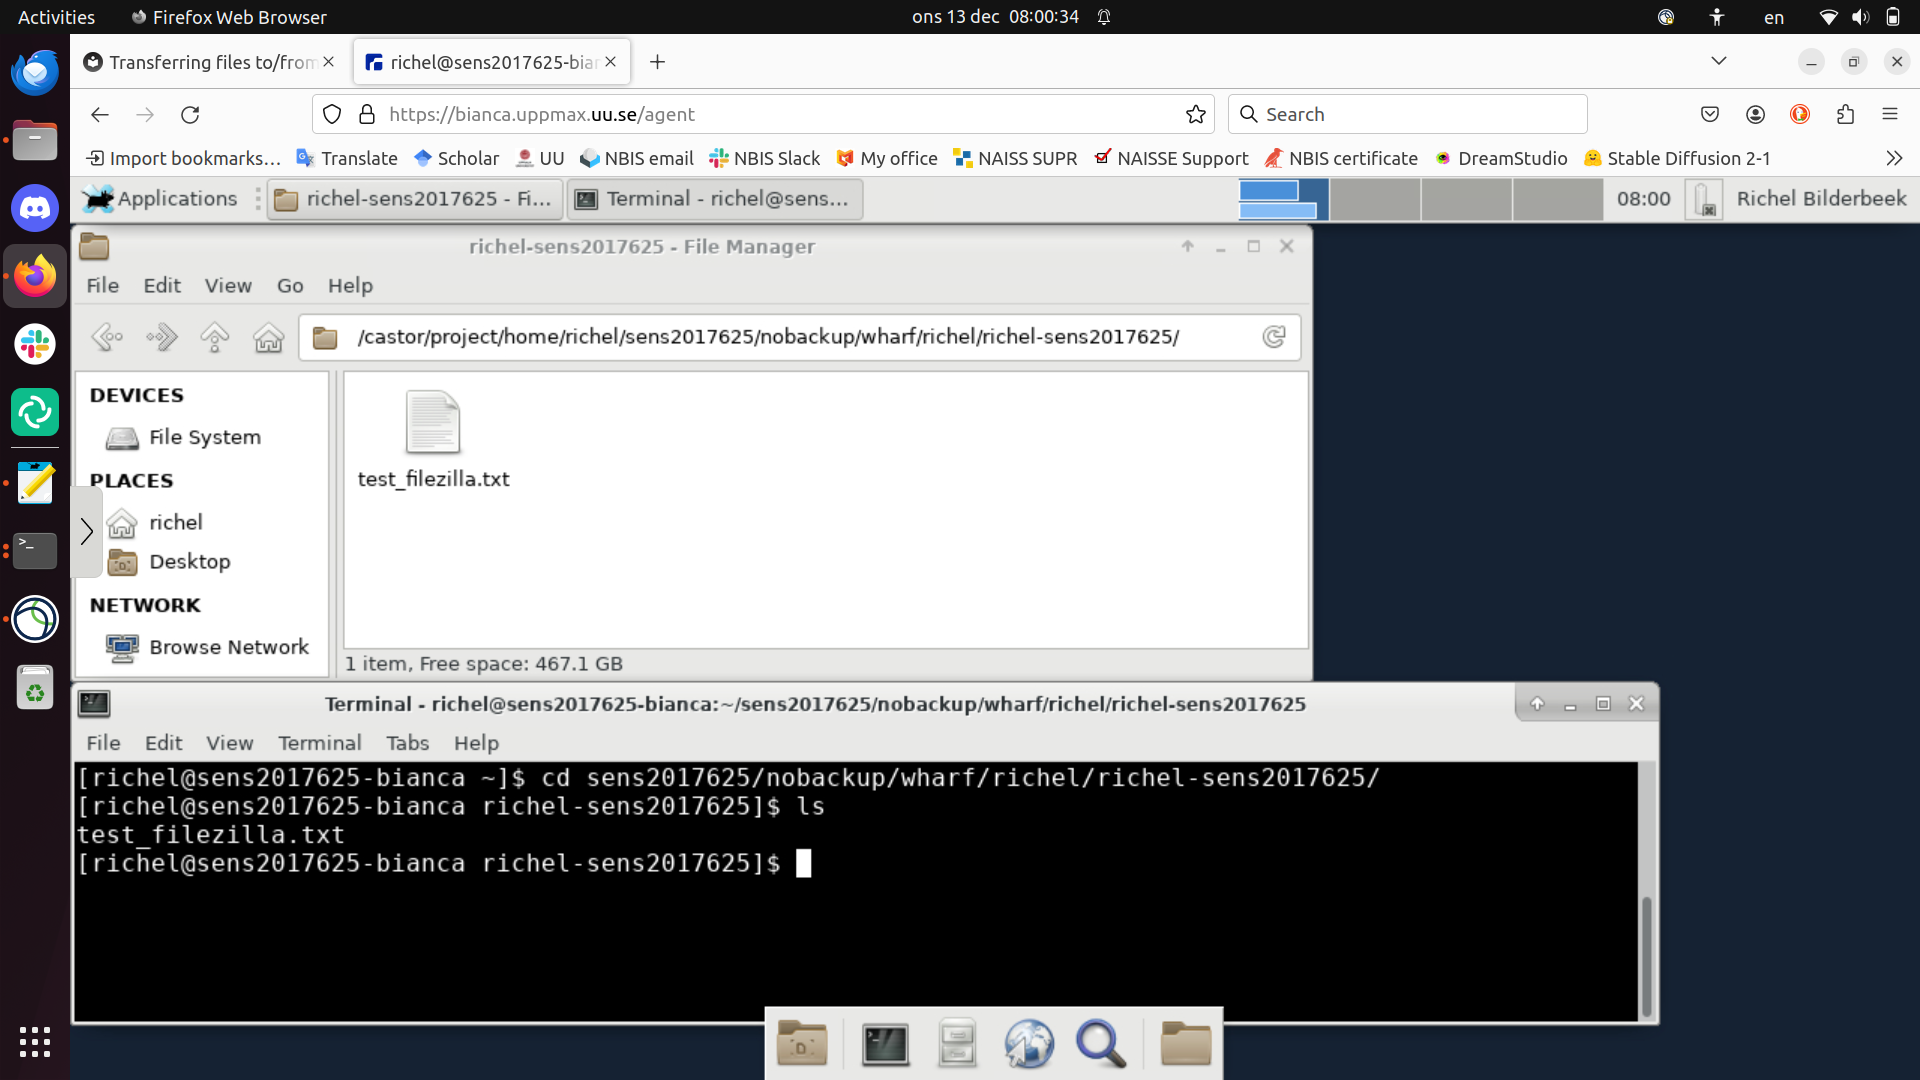 Activities
Firefox Web Browser
ons 13 dec 08:00:34
en
Transferring files to/from
richel@sens2017625-bian
https://bianca.uppmax.uu.se/agent
Search
Import bookmarks...
Translate
Scholar
UU
NBIS email
NBIS Slack
My office
NAISS SUPR
NAISSE Support
NBIS certificate
DreamStudio
Stable Diffusion 2-1
Applications
richel-sens2017625 - Fi...
Terminal - richel@sens...
08:00
Richel Bilderbeek
richel-sens2017625 - File Manager
File Edit View Go Help
/castor/project/home/richel/sens2017625/nobackup/wharf/richel/richel-sens2017625/
DEVICES
File System
PLACES
richel
Desktop
NETWORK
Browse Network
test_filezilla.txt
1 item, Free space: 467.1 GB
Terminal - richel@sens2017625-bianca:~/sens2017625/nobackup/wharf/richel/richel-sens2017625
File Edit View Terminal Tabs Help
[richel@sens2017625-bianca ~]$ cd sens2017625/nobackup/wharf/richel/richel-sens2017625/
[richel@sens2017625-bianca richel-sens2017625]$ ls
test_filezilla.txt
[richel@sens2017625-bianca richel-sens2017625]$